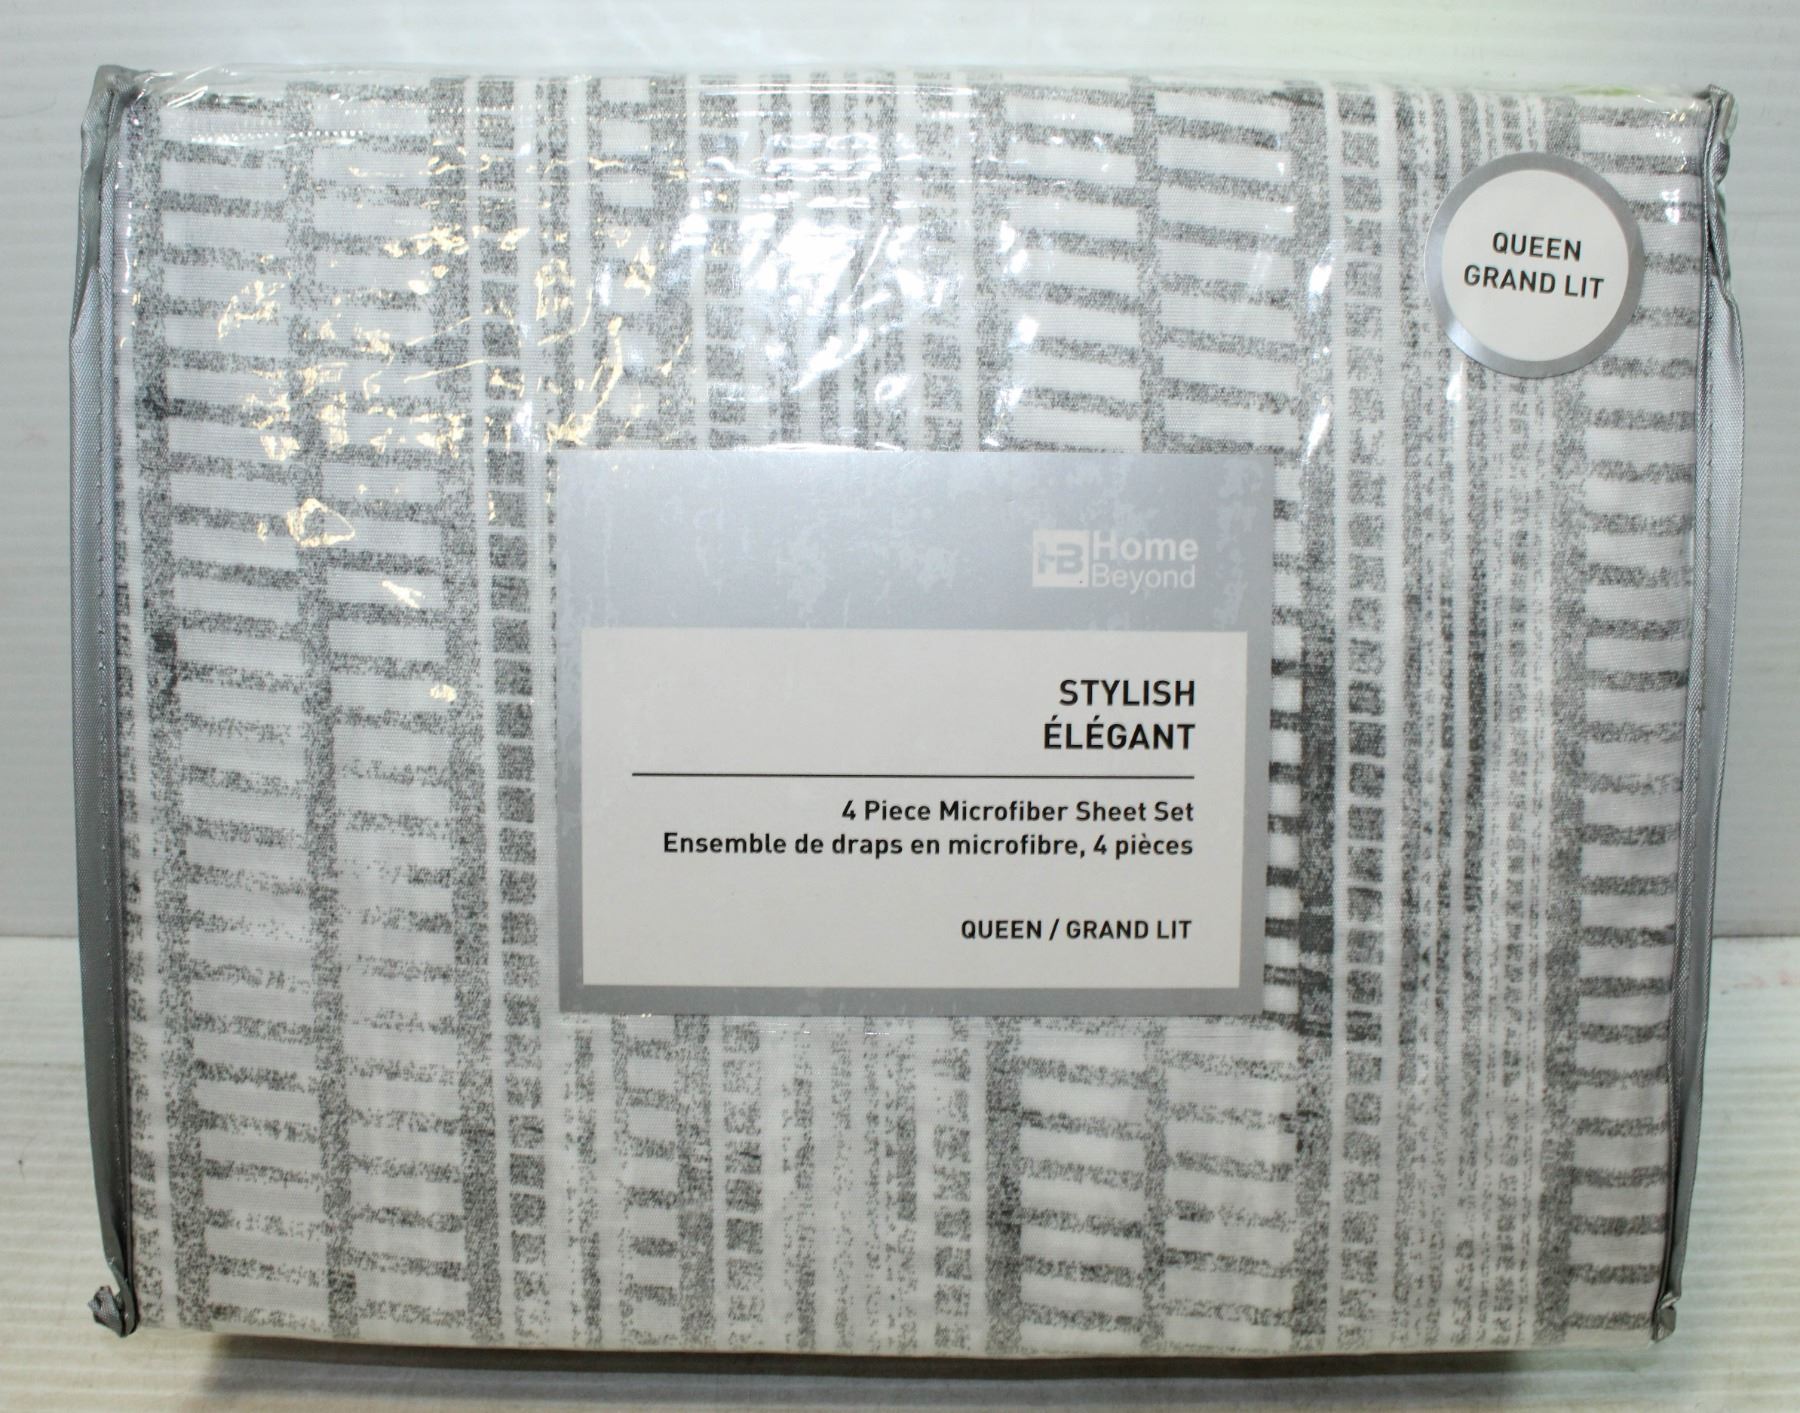 QUEEN
GRAND LIT
HB Home
Beyond
STYLISH
ÉLÉGANT
4 Piece Microfiber Sheet Set
Ensemble de draps en microfibre, 4 pièces
QUEEN / GRAND LIT